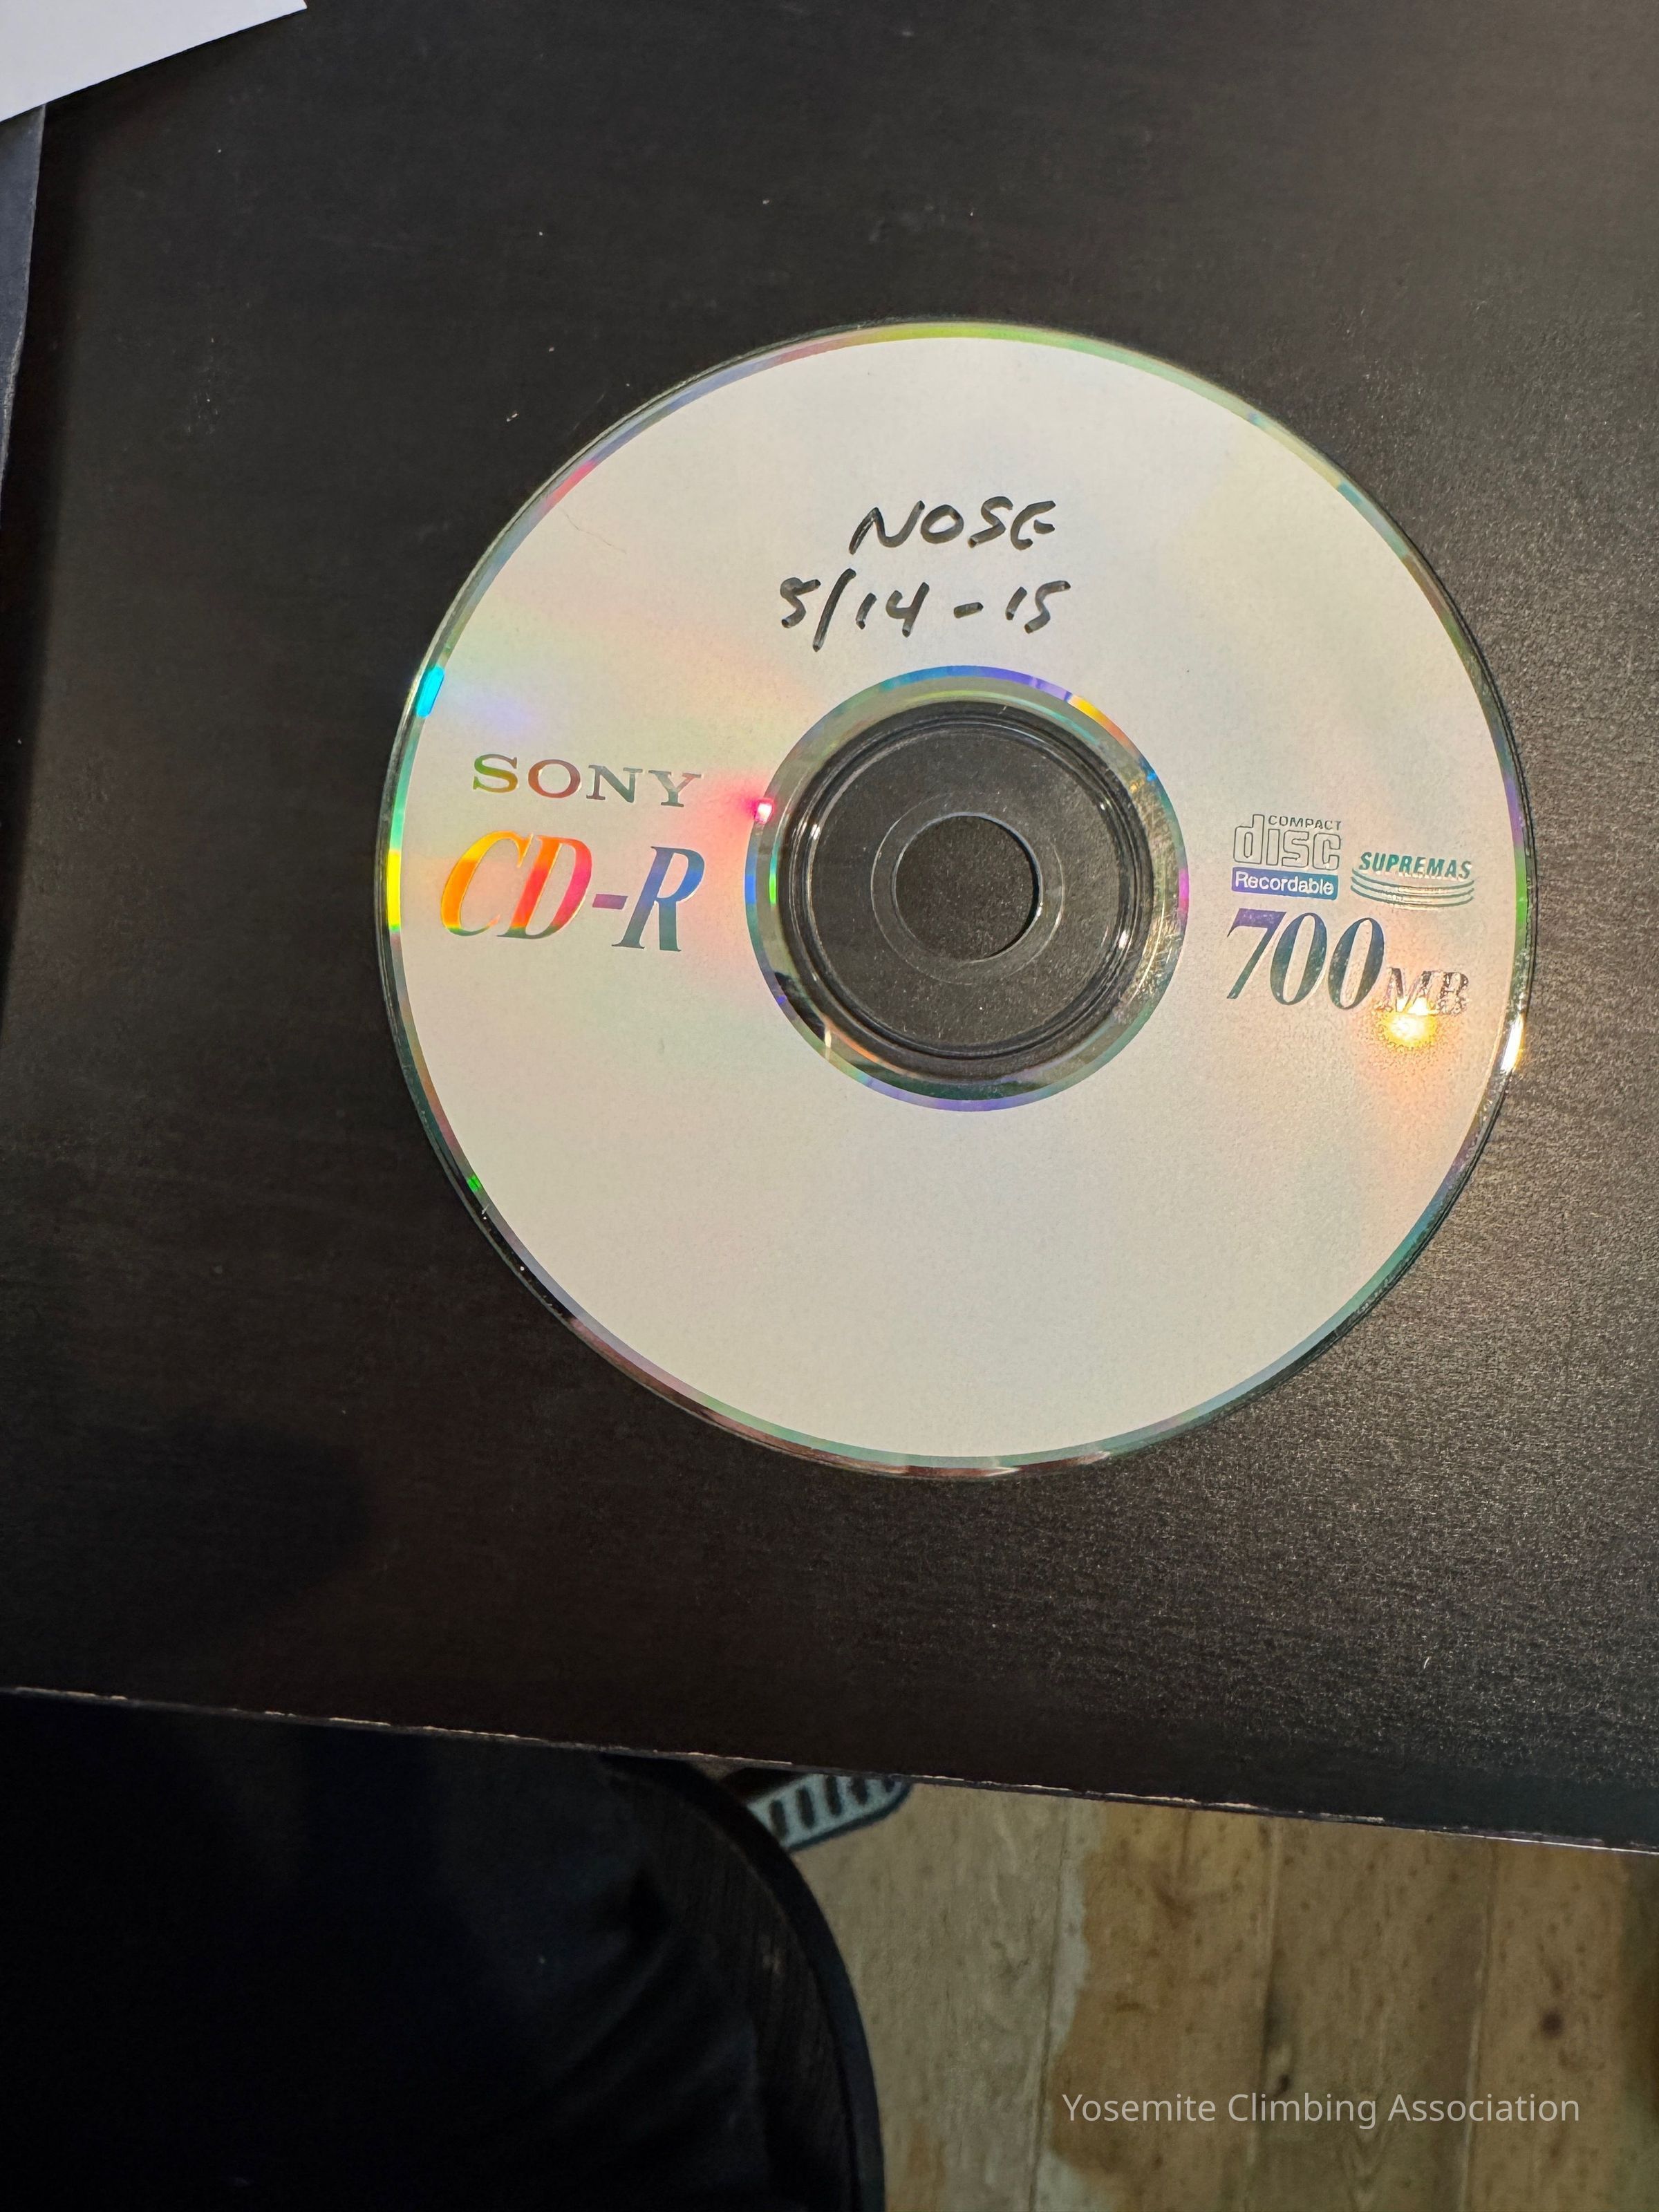 NOSE
5/14-15
SONY
CD-R
COMPACT
disc
Recordable
SUPREMAS
700MB
Yosemite Climbing Association